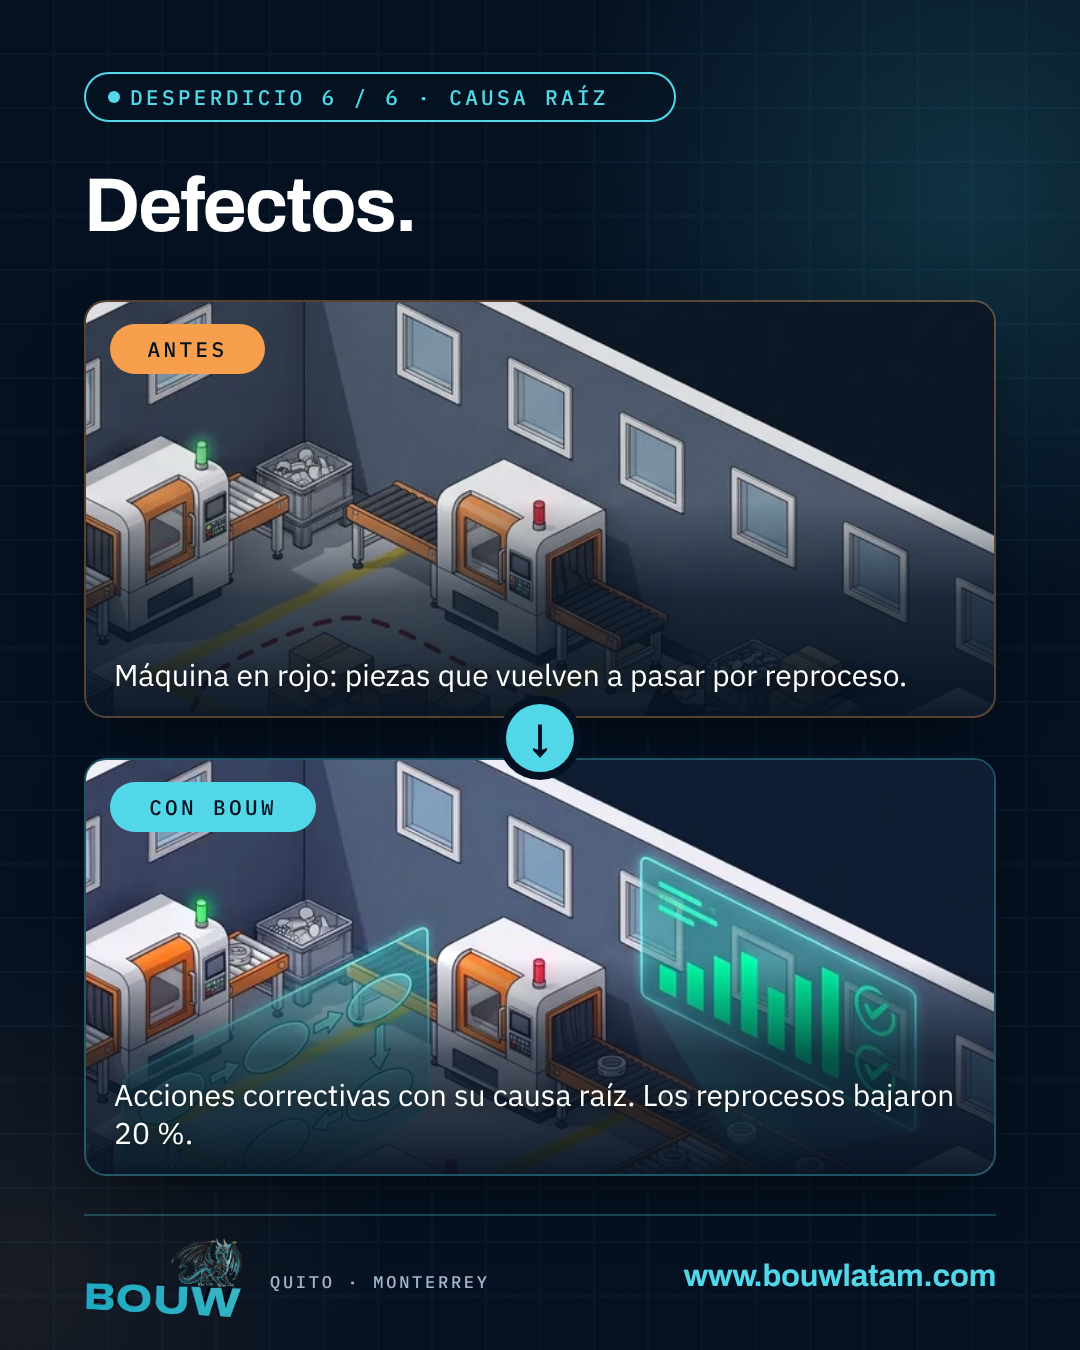 DESPERDICIO 6 / 6 · CAUSA RAÍZ
Defectos.
ANTES
Máquina en rojo: piezas que vuelven a pasar por reproceso.
↓
CON BOUW
Acciones correctivas con su causa raíz. Los reprocesos bajaron
20 %.
BOUW
QUITO · MONTERREY
www.bouwlatam.com